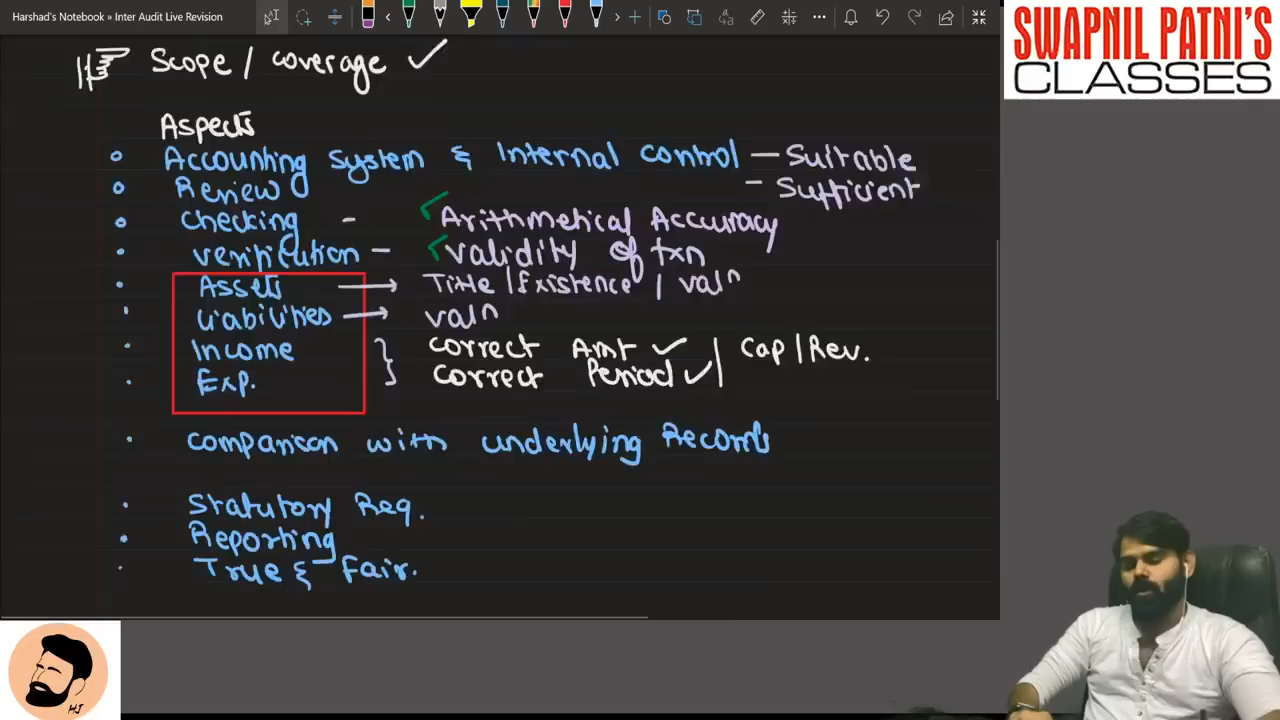 Harshad's Notebook » Inter Audit Live Revision
SWAPNIL PATNI'S
CLASSES
Scope / coverage ✓
Aspects
Accounting system & Internal control — Suitable
Review - Sufficient
checking - ✓ Arithmetical Accuracy
verification - ✓ validity of txn
Assets → Title / Existence / valn
Liabilities → valn
Income } correct Amt ✓ | Cap / Rev.
Exp. correct Period ✓
comparison with underlying Records
Statutory Req.
Reporting
True & Fair.
HJ